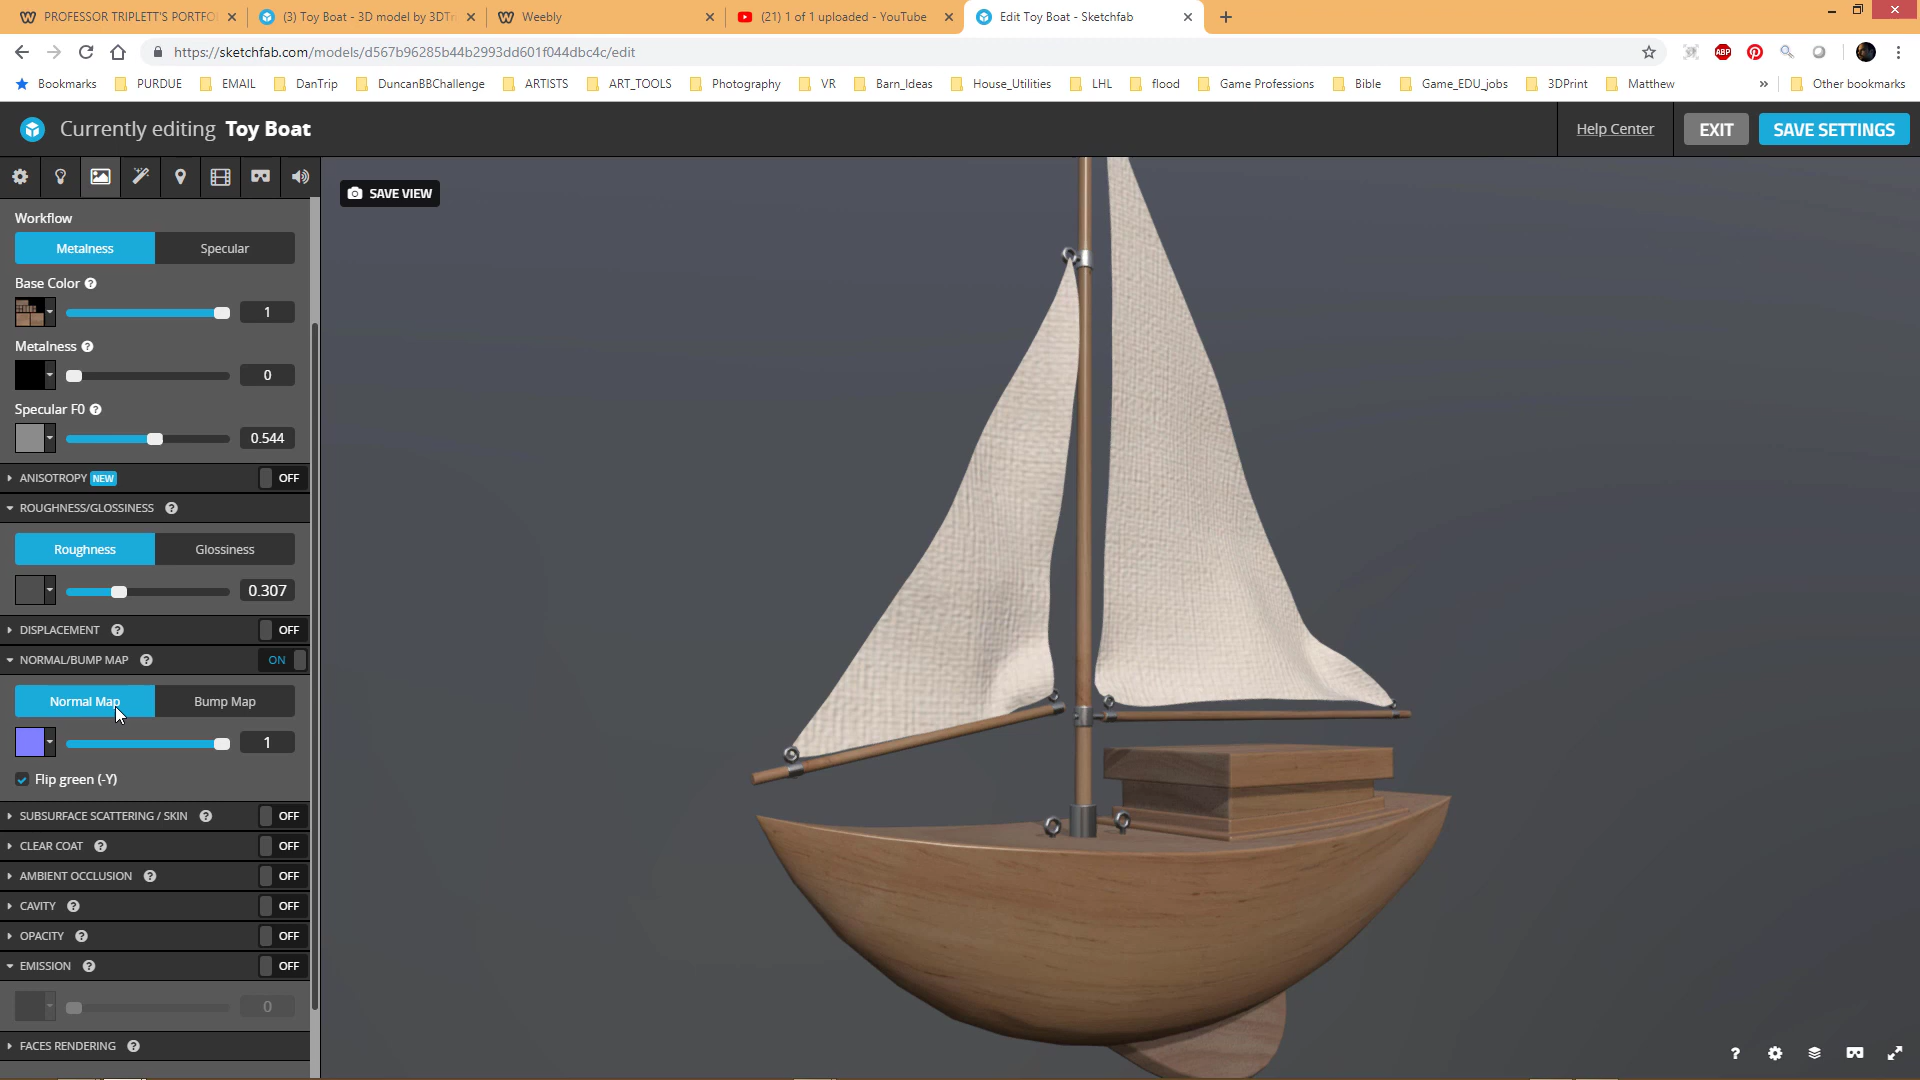 PROFESSOR TRIPLETT'S PORTFO
(3) Toy Boat - 3D model by 3DTr
Weebly
(21) 1 of 1 uploaded - YouTube
Edit Toy Boat - Sketchfab
https://sketchfab.com/models/d567b96285b44b2993dd601f044dbc4c/edit
ABP
Bookmarks PURDUE EMAIL DanTrip DuncanBBChallenge ARTISTS ART_TOOLS Photography VR Barn_Ideas House_Utilities LHL flood Game Professions Bible Game_EDU_jobs 3DPrint Matthew » Other bookmarks
Currently editing Toy Boat
Help Center
EXIT
SAVE SETTINGS
SAVE VIEW
Workflow
Metalness Specular
Base Color ?
1
Metalness ?
0
Specular F0 ?
0.544
ANISOTROPY NEW OFF
ROUGHNESS/GLOSSINESS ?
Roughness Glossiness
0.307
DISPLACEMENT ? OFF
NORMAL/BUMP MAP ? ON
Normal Map Bump Map
1
Flip green (-Y)
SUBSURFACE SCATTERING / SKIN ? OFF
CLEAR COAT ? OFF
AMBIENT OCCLUSION ? OFF
CAVITY ? OFF
OPACITY ? OFF
EMISSION ? OFF
0
FACES RENDERING ?
?